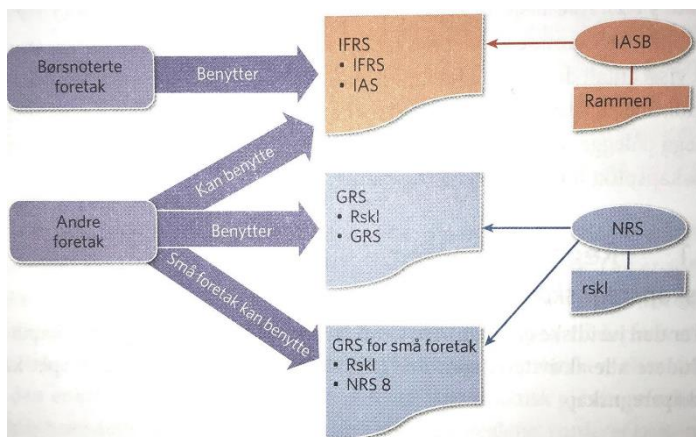 Børsnoterte
foretak
Benytter
IFRS
• IFRS
• IAS
IASB
Rammen
Kan benytte
Andre
foretak
Benytter
GRS
• Rskl
• GRS
NRS
rskl
Små foretak kan benytte
GRS for små foretak
• Rskl
• NRS 8